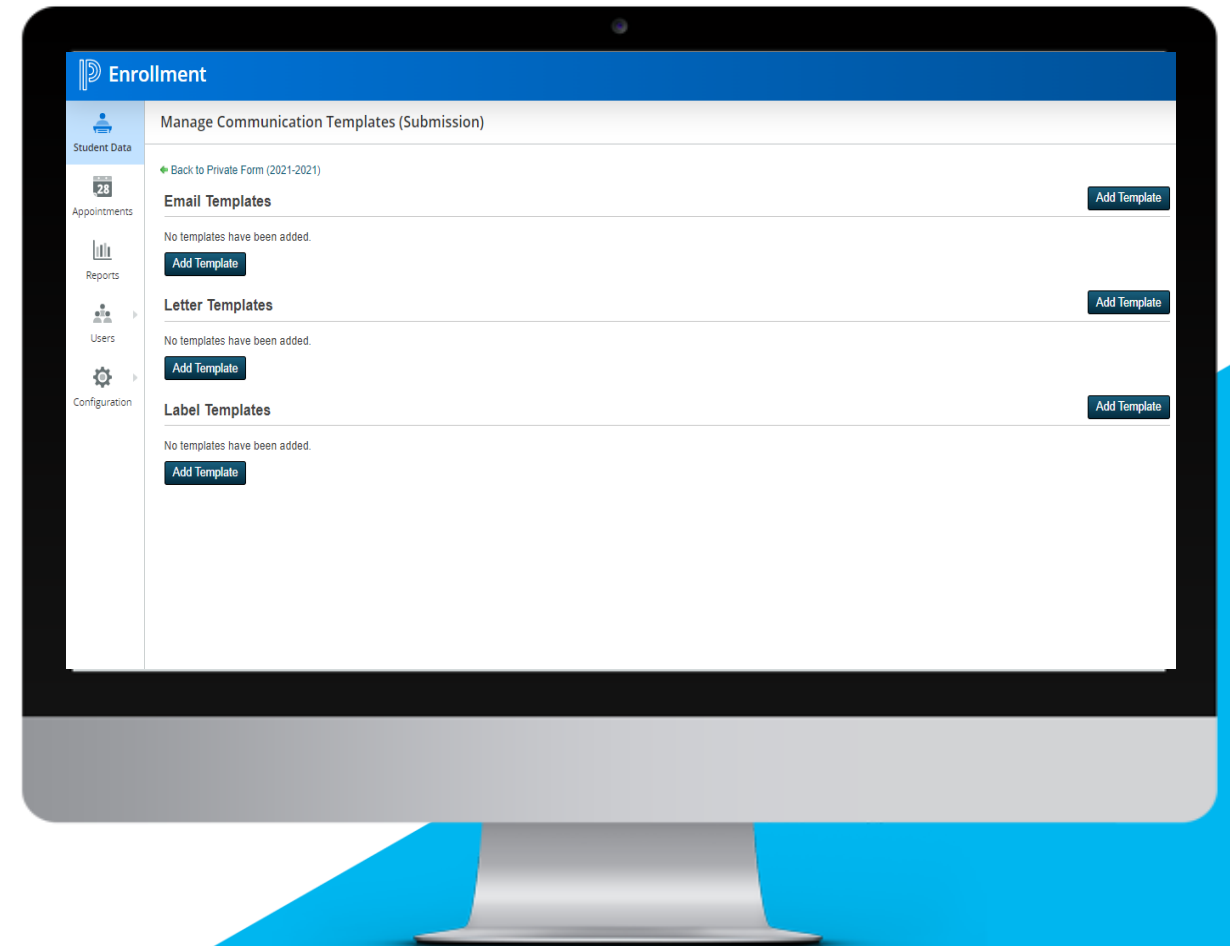 Enrollment
Student Data
28
Appointments
Reports
Users
Configuration
Manage Communication Templates (Submission)
Back to Private Form (2021-2021)
Email Templates
Add Template
No templates have been added.
Add Template
Letter Templates
Add Template
No templates have been added.
Add Template
Label Templates
Add Template
No templates have been added.
Add Template